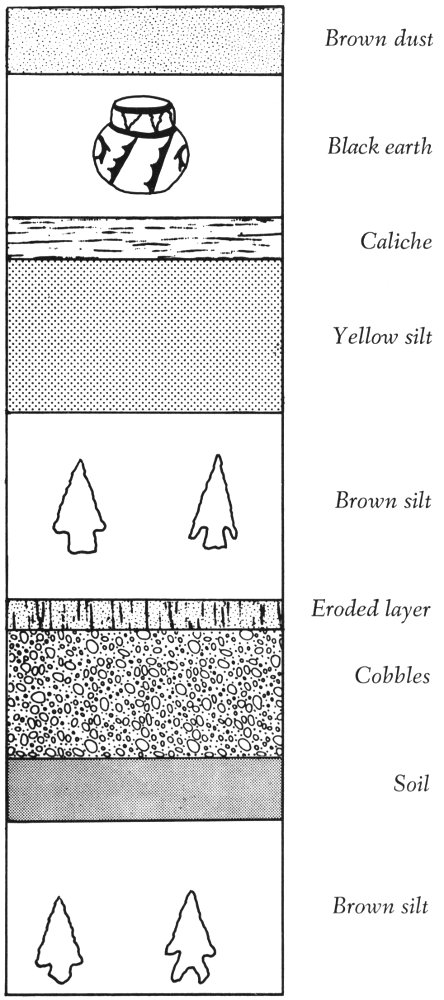 Brown dust
Black earth
Caliche
Yellow silt
Brown silt
Eroded layer
Cobbles
Soil
Brown silt